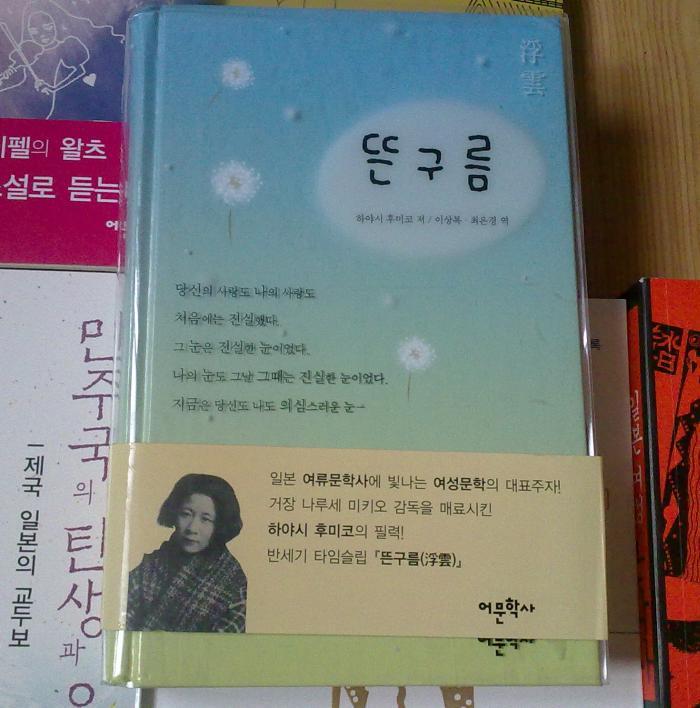 浮雲
뜬구름
하야시 후미코 저 / 이상복·최은경 역
당신의 사랑도 나의 사랑도
처음에는 진실했다.
그 눈은 진실한 눈이었다.
나의 눈도 그날 그때는 진실한 눈이었다.
지금은 당신도 나도 의심스러운 눈ㅡ
일본 여류문학사에 빛나는 여성문학의 대표주자!
거장 나루세 미키오 감독을 매료시킨
하야시 후미코의 필력!
반세기 타임슬립 『뜬구름(浮雲)』
어문학사
어문학사
왈츠
설로 듣는
민주국의 탄생과
제국 일본의 교두보
일본